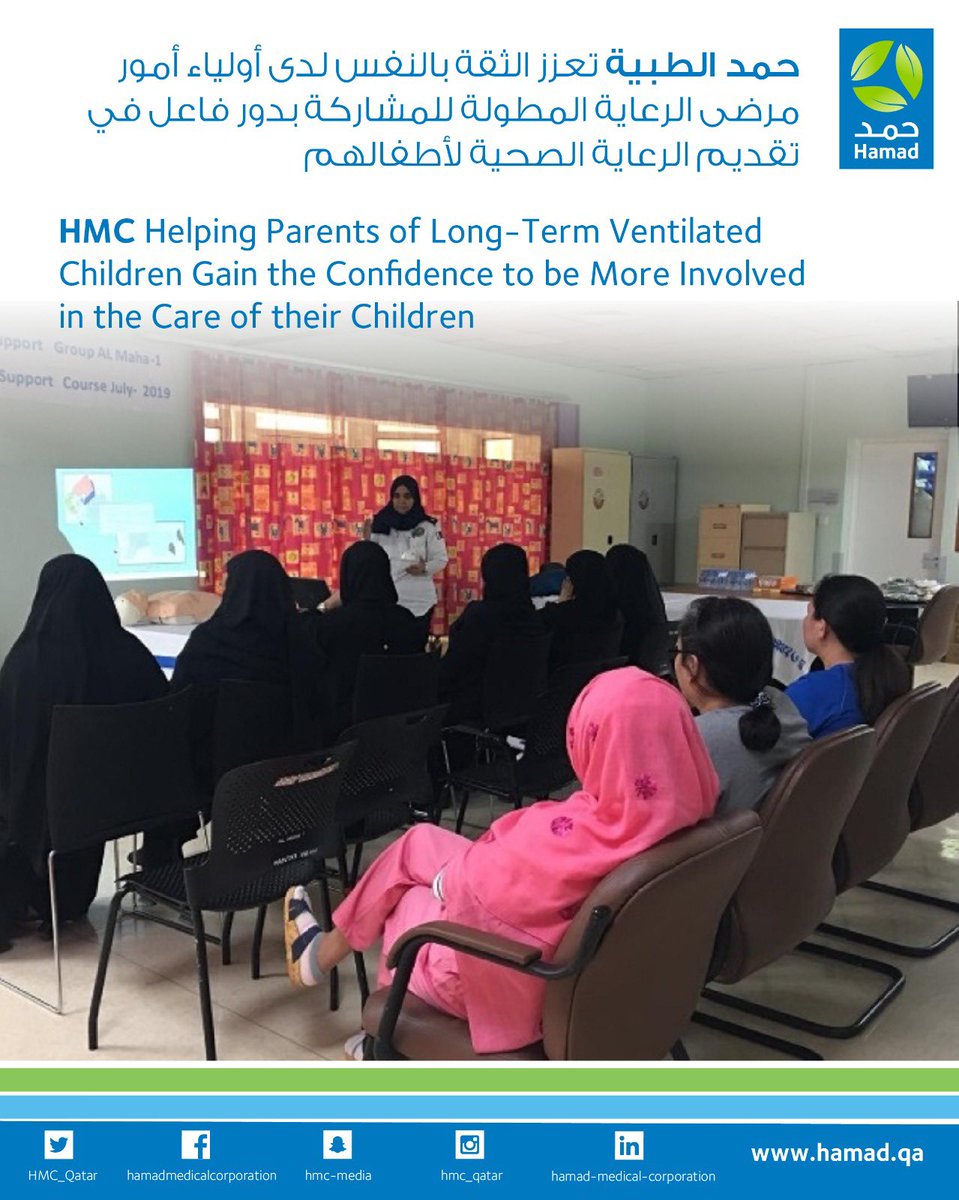 حمد الطبية تعزز الثقة بالنفس لدى أولياء أمور
مرضى الرعاية المطولة للمشاركة بدور فاعل في
تقديم الرعاية الصحية لأطفالهم
حمد
Hamad
HMC Helping Parents of Long-Term Ventilated
Children Gain the Confidence to be More Involved
in the Care of their Children
Group AL Maha-1
Support Course July- 2019
HMC_Qatar
hamadmedicalcorporation
hmc-media
hmc_qatar
hamad-medical-corporation
www.hamad.qa